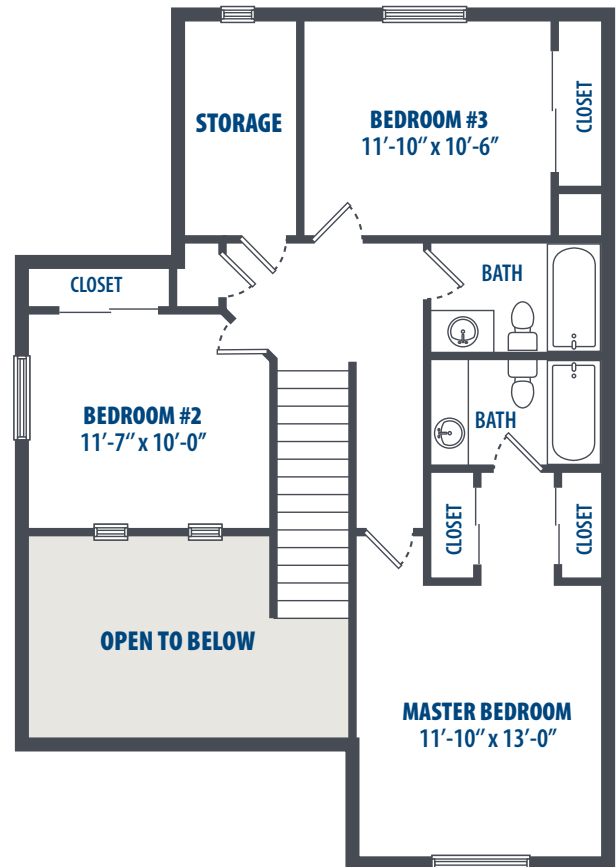 STORAGE
BEDROOM #3
11’-10” x 10’-6”
CLOSET
CLOSET
BATH
BEDROOM #2
11’-7” x 10’-0”
BATH
CLOSET
CLOSET
OPEN TO BELOW
MASTER BEDROOM
11’-10” x 13’-0”